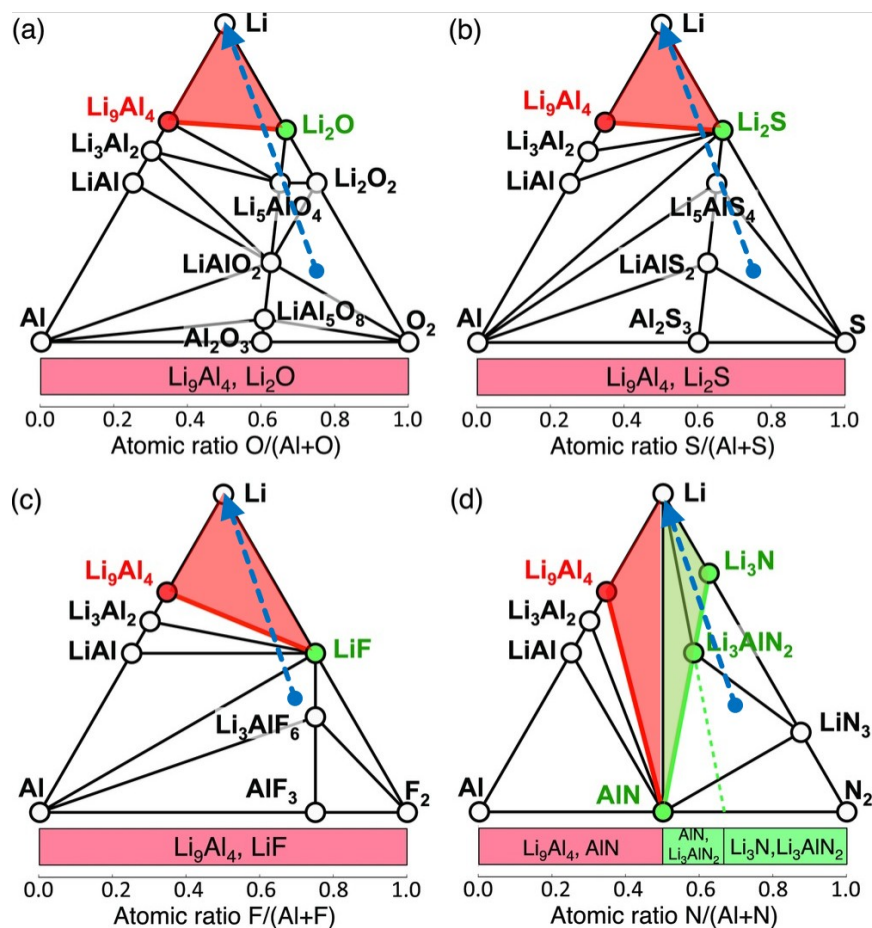 (a)
Li
Li₉Al₄
Li₂O
Li₃Al₂
LiAl
Li₂O₂
Li₅AlO₄
LiAlO₂
LiAl₅O₈
Al
Al₂O₃
O₂
Li₉Al₄, Li₂O
0.0 0.2 0.4 0.6 0.8 1.0
Atomic ratio O/(Al+O)
(b)
Li
Li₉Al₄
Li₂S
Li₃Al₂
LiAl
Li₅AlS₄
LiAlS₂
Al
Al₂S₃
S
Li₉Al₄, Li₂S
0.0 0.2 0.4 0.6 0.8 1.0
Atomic ratio S/(Al+S)
(c)
Li
Li₉Al₄
Li₃Al₂
LiAl
LiF
Li₃AlF₆
Al
AlF₃
F₂
Li₉Al₄, LiF
0.0 0.2 0.4 0.6 0.8 1.0
Atomic ratio F/(Al+F)
(d)
Li
Li₉Al₄
Li₃N
Li₃Al₂
LiAl
Li₃AlN₂
LiN₃
Al
AlN
N₂
Li₉Al₄, AlN
AlN,
Li₃AlN₂
Li₃N,Li₃AlN₂
0.0 0.2 0.4 0.6 0.8 1.0
Atomic ratio N/(Al+N)